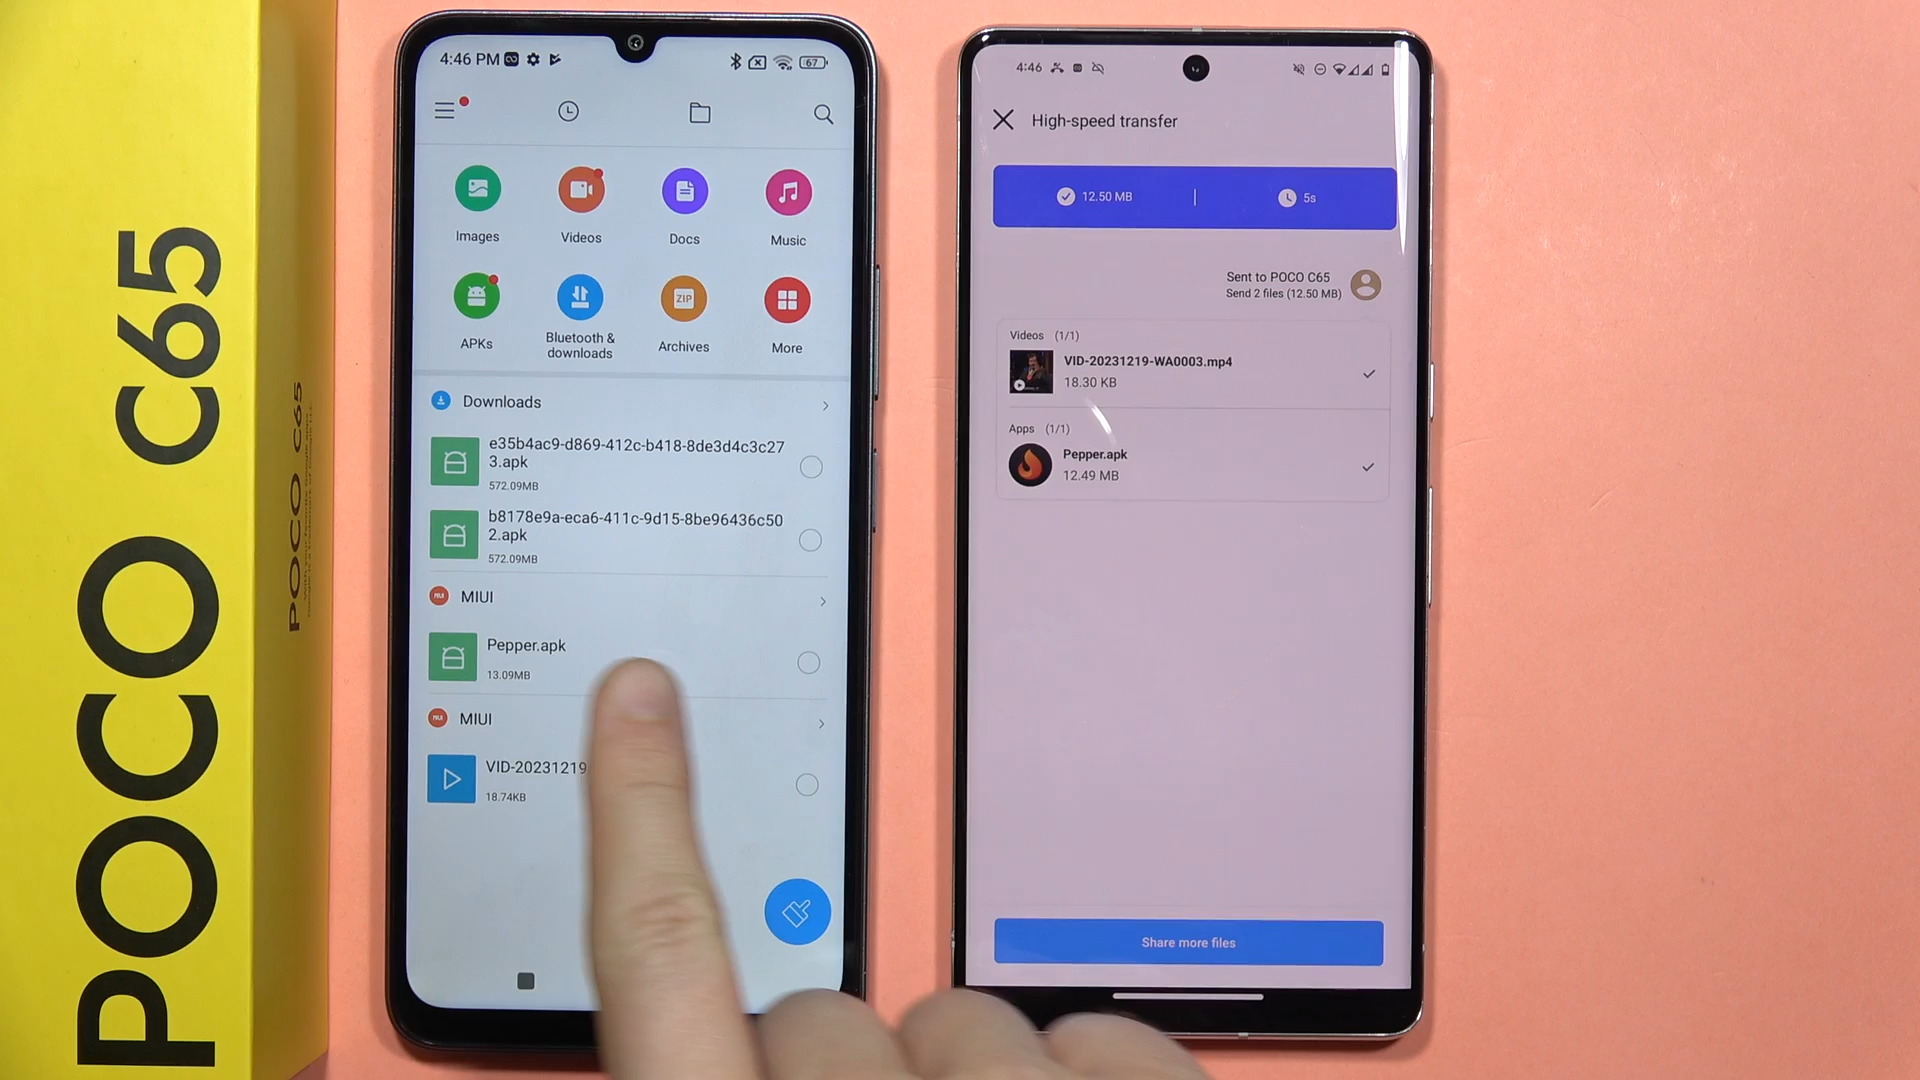 POCO C65
POCO C65
4:46 PM
67
Images
Videos
Docs
Music
APKs
Bluetooth &
downloads
ZIP
Archives
More
Downloads
e35b4ac9-d869-412c-b418-8de3d4c3c27
3.apk
572.09MB
b8178e9a-eca6-411c-9d15-8be96436c50
2.apk
572.09MB
MIUI
Pepper.apk
13.09MB
MIUI
VID-20231219
18.74KB
4:46
High-speed transfer
12.50 MB
5s
Sent to POCO C65
Send 2 files (12.50 MB)
Videos (1/1)
VID-20231219-WA0003.mp4
18.30 KB
Apps (1/1)
Pepper.apk
12.49 MB
Share more files